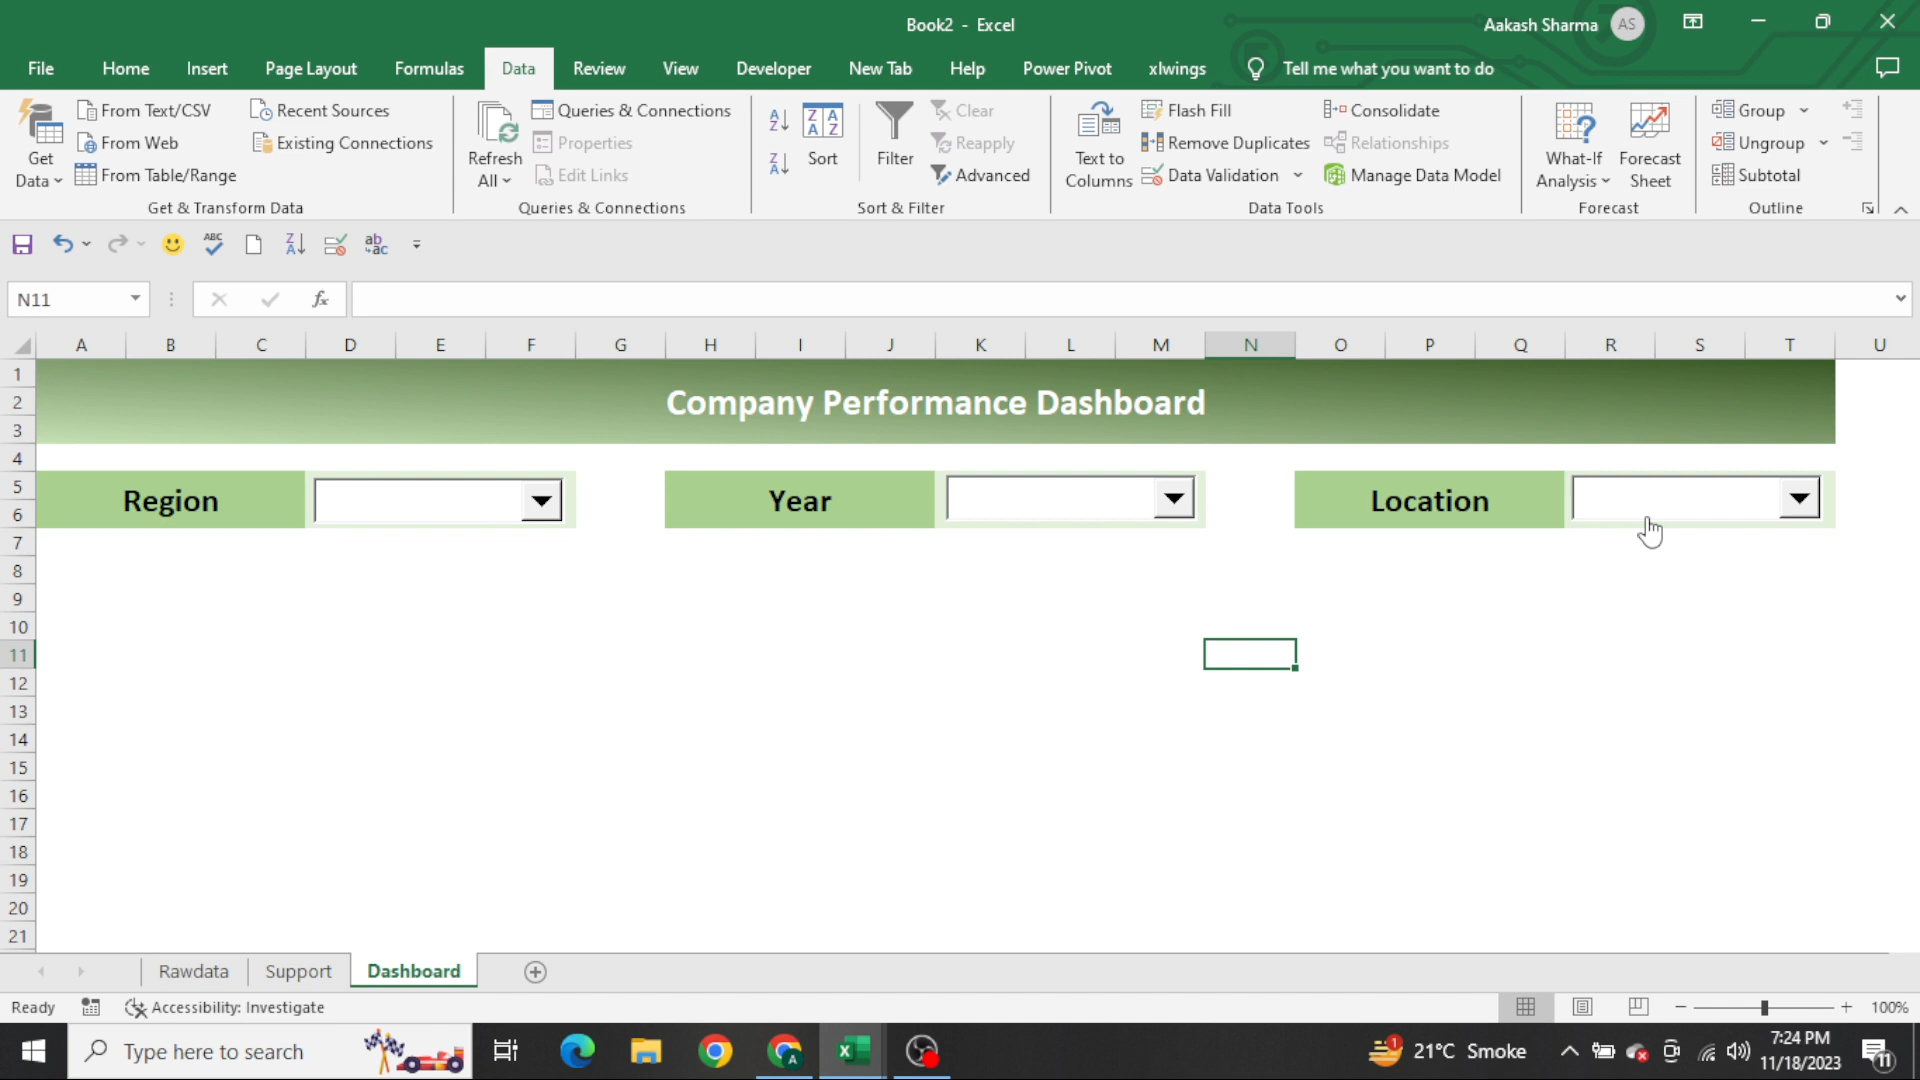 Book2 - Excel
Aakash Sharma AS
File Home Insert Page Layout Formulas Data Review View Developer New Tab Help Power Pivot xlwings Tell me what you want to do
Get Data
From Text/CSV
From Web
From Table/Range
Recent Sources
Existing Connections
Get & Transform Data
Refresh All
Queries & Connections
Properties
Edit Links
Queries & Connections
Sort
Filter
Clear
Reapply
Advanced
Sort & Filter
Text to Columns
Flash Fill
Remove Duplicates
Data Validation
Consolidate
Relationships
Manage Data Model
Data Tools
What-If Analysis
Forecast Sheet
Forecast
Group
Ungroup
Subtotal
Outline
N11
fx
A B C D E F G H I J K L M N O P Q R S T U
1
2
3
Company Performance Dashboard
4
5
6
Region Year Location
7
8
9
10
11
12
13
14
15
16
17
18
19
20
21
Rawdata Support Dashboard
Ready Accessibility: Investigate 100%
Type here to search
1
21°C Smoke
7:24 PM
11/18/2023
11